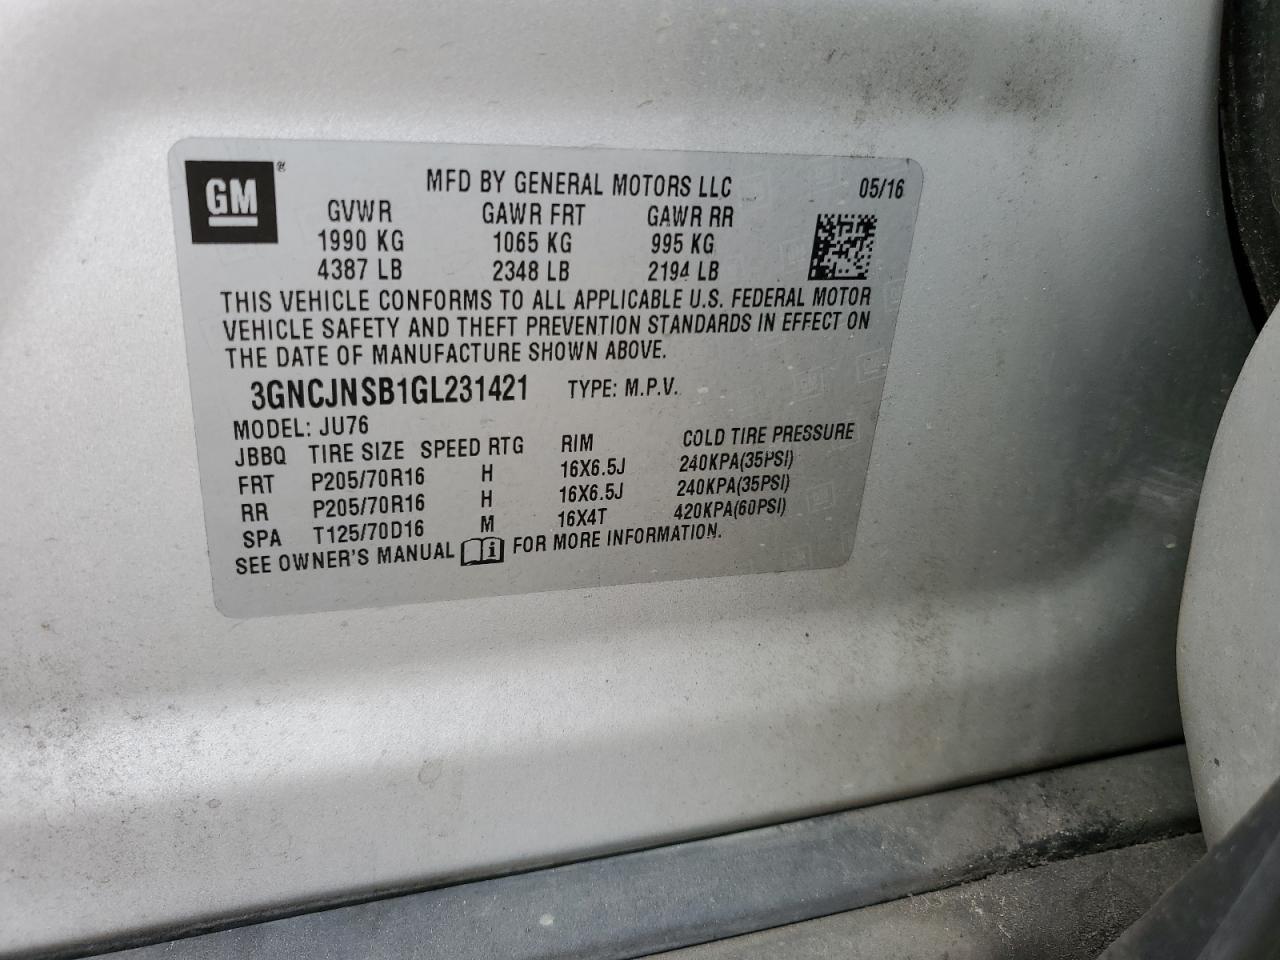 GM®
MFD BY GENERAL MOTORS LLC 05/16
GVWR GAWR FRT GAWR RR
1990 KG 1065 KG 995 KG
4387 LB 2348 LB 2194 LB
THIS VEHICLE CONFORMS TO ALL APPLICABLE U.S. FEDERAL MOTOR
VEHICLE SAFETY AND THEFT PREVENTION STANDARDS IN EFFECT ON
THE DATE OF MANUFACTURE SHOWN ABOVE.
3GNCJNSB1GL231421 TYPE: M.P.V.
MODEL: JU76
JBBQ TIRE SIZE SPEED RTG RIM COLD TIRE PRESSURE
FRT P205/70R16 H 16X6.5J 240KPA(35PSI)
RR P205/70R16 H 16X6.5J 240KPA(35PSI)
SPA T125/70D16 M 16X4T 420KPA(60PSI)
SEE OWNER'S MANUAL FOR MORE INFORMATION.